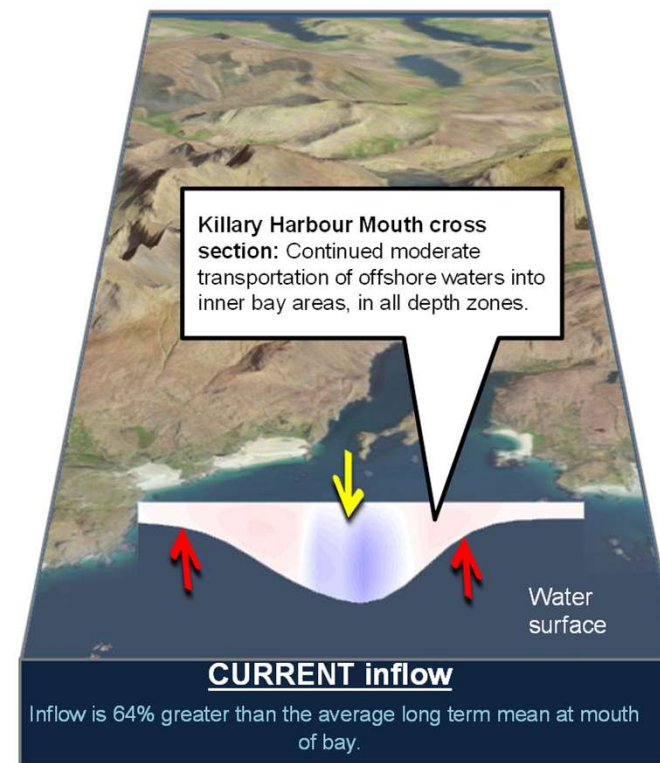 Killary Harbour Mouth cross
section: Continued moderate
transportation of offshore waters into
inner bay areas, in all depth zones.
Water
surface
CURRENT inflow
Inflow is 64% greater than the average long term mean at mouth
of bay.